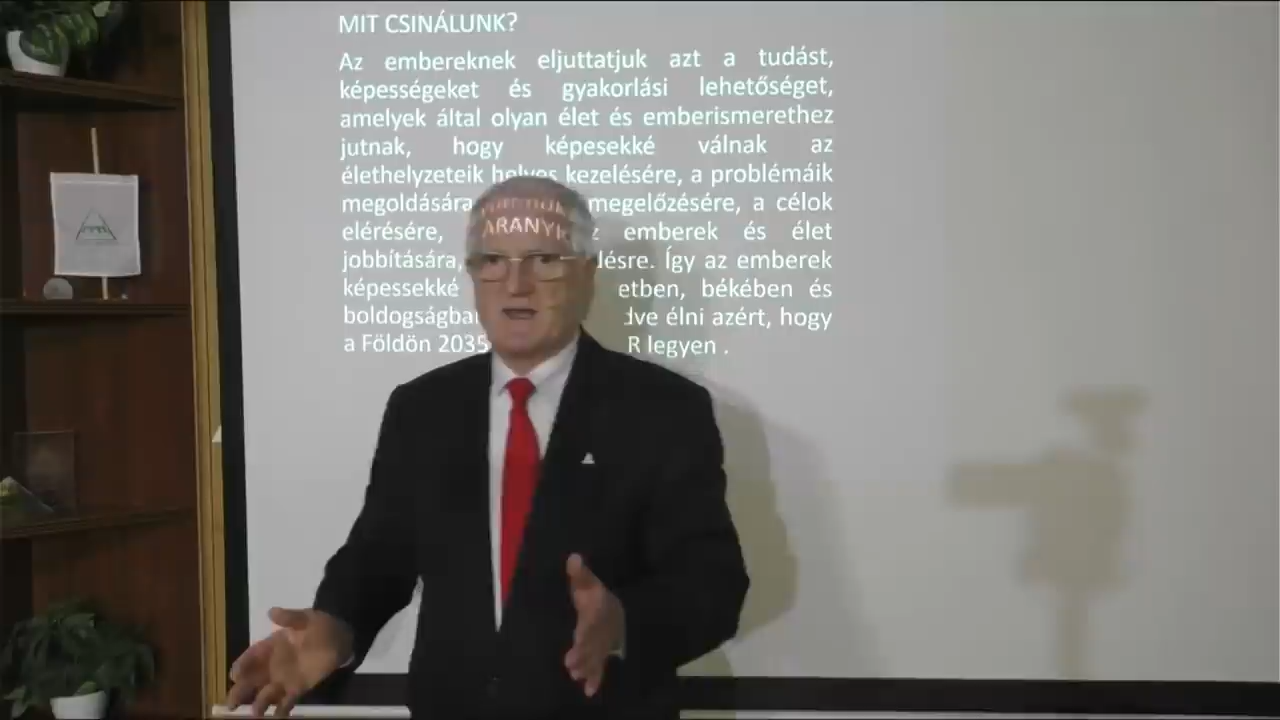 MIT CSINÁLUNK?
Az embereknek eljuttatjuk azt a tudást,
képességeket és gyakorlási lehetőséget,
amelyek által olyan élet és emberismerethez
jutnak, hogy képesekké válnak az
élethelyzeteik helyes kezelésére, a problémáik
megoldására megelőzésére, a célok
elérésére, emberek és élet
jobbítására, Így az emberek
képessekké békében és
élni azért, hogy
a Földön 2035 legyen .